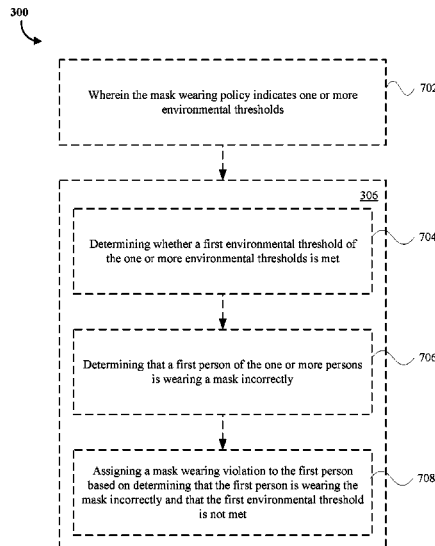 300
Wherein the mask wearing policy indicates one or more
environmental thresholds
702
306
Determining whether a first environmental threshold of
the one or more environmental thresholds is met
704
Determining that a first person of the one or more persons
is wearing a mask incorrectly
706
Assigning a mask wearing violation to the first person
based on determining that the first person is wearing the
mask incorrectly and that the first environmental threshold
is not met
708